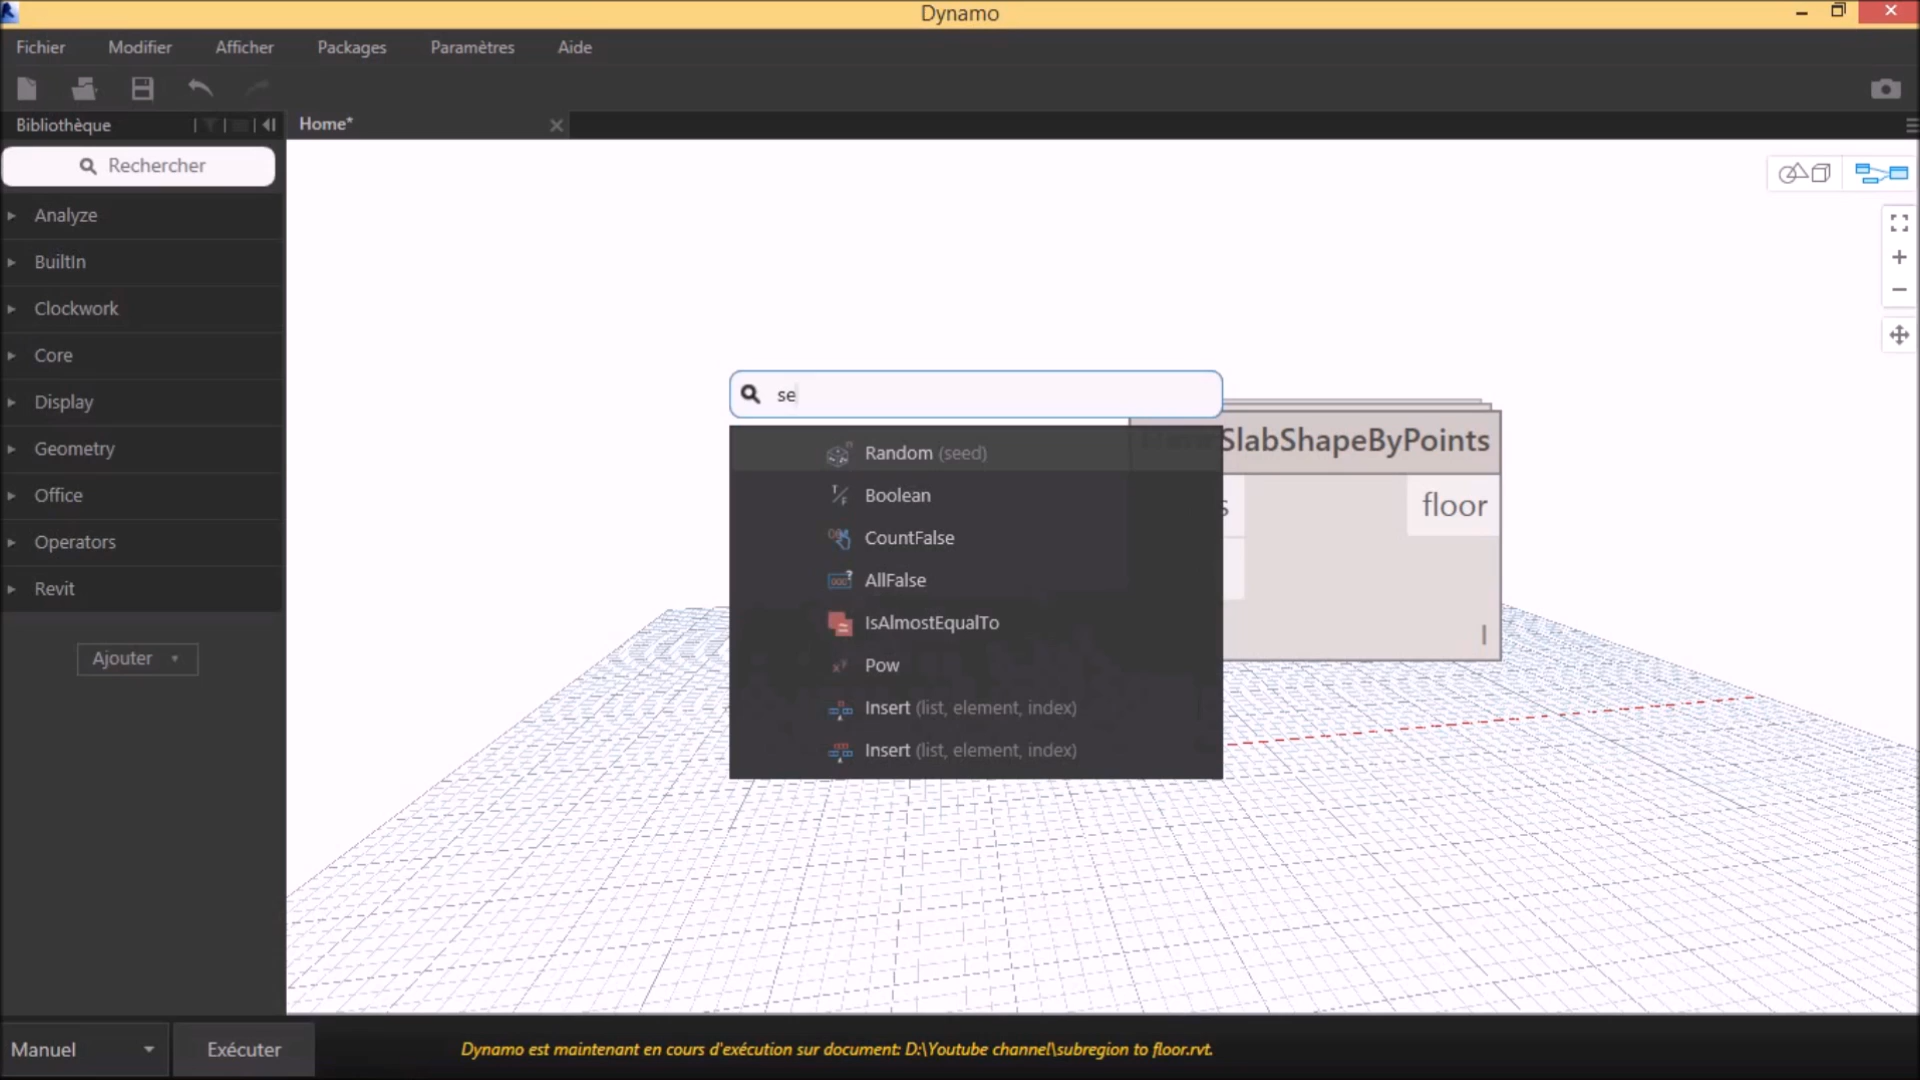 Dynamo
Fichier Modifier Afficher Packages Paramètres Aide
Bibliothèque
Home*
Rechercher
Analyze
BuiltIn
Clockwork
Core
Display
Geometry
Office
Operators
Revit
Ajouter
se
Random (seed)
Boolean
CountFalse
AllFalse
IsAlmostEqualTo
Pow
Insert (list, element, index)
Insert (list, element, index)
SlabShapeByPoints
s
floor
l
Manuel
Exécuter
Dynamo est maintenant en cours d'exécution sur document: D:\Youtube channel\subregion to floor.rvt.